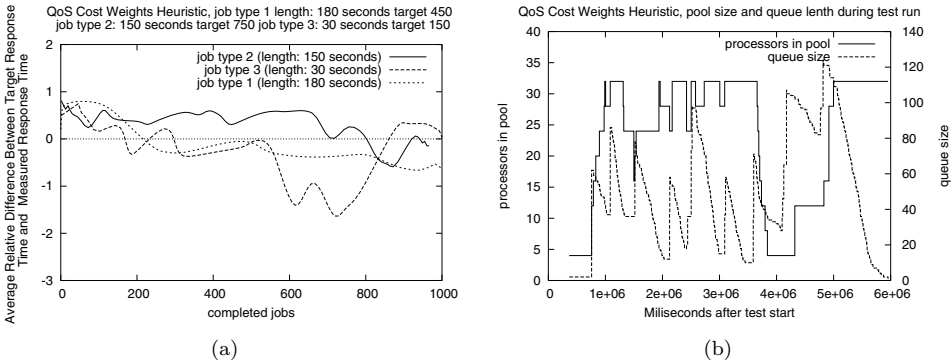 QoS Cost Weights Heuristic, job type 1 length: 180 seconds target 450
job type 2: 150 seconds target 750 job type 3: 30 seconds target 150
Average Relative Difference Between Target Response
Time and Measured Response Time
2
1
0
-1
-2
-3
job type 2 (length: 150 seconds)
job type 3 (length: 30 seconds)
job type 1 (length: 180 seconds)
0
200
400
600
800
1000
completed jobs
(a)
QoS Cost Weights Heuristic, pool size and queue lenth during test run
processors in pool
40
35
30
25
20
15
10
5
0
processors in pool
queue size
140
120
100
80
60
40
20
0
queue size
0
1e+06
2e+06
3e+06
4e+06
5e+06
6e+06
Miliseconds after test start
(b)